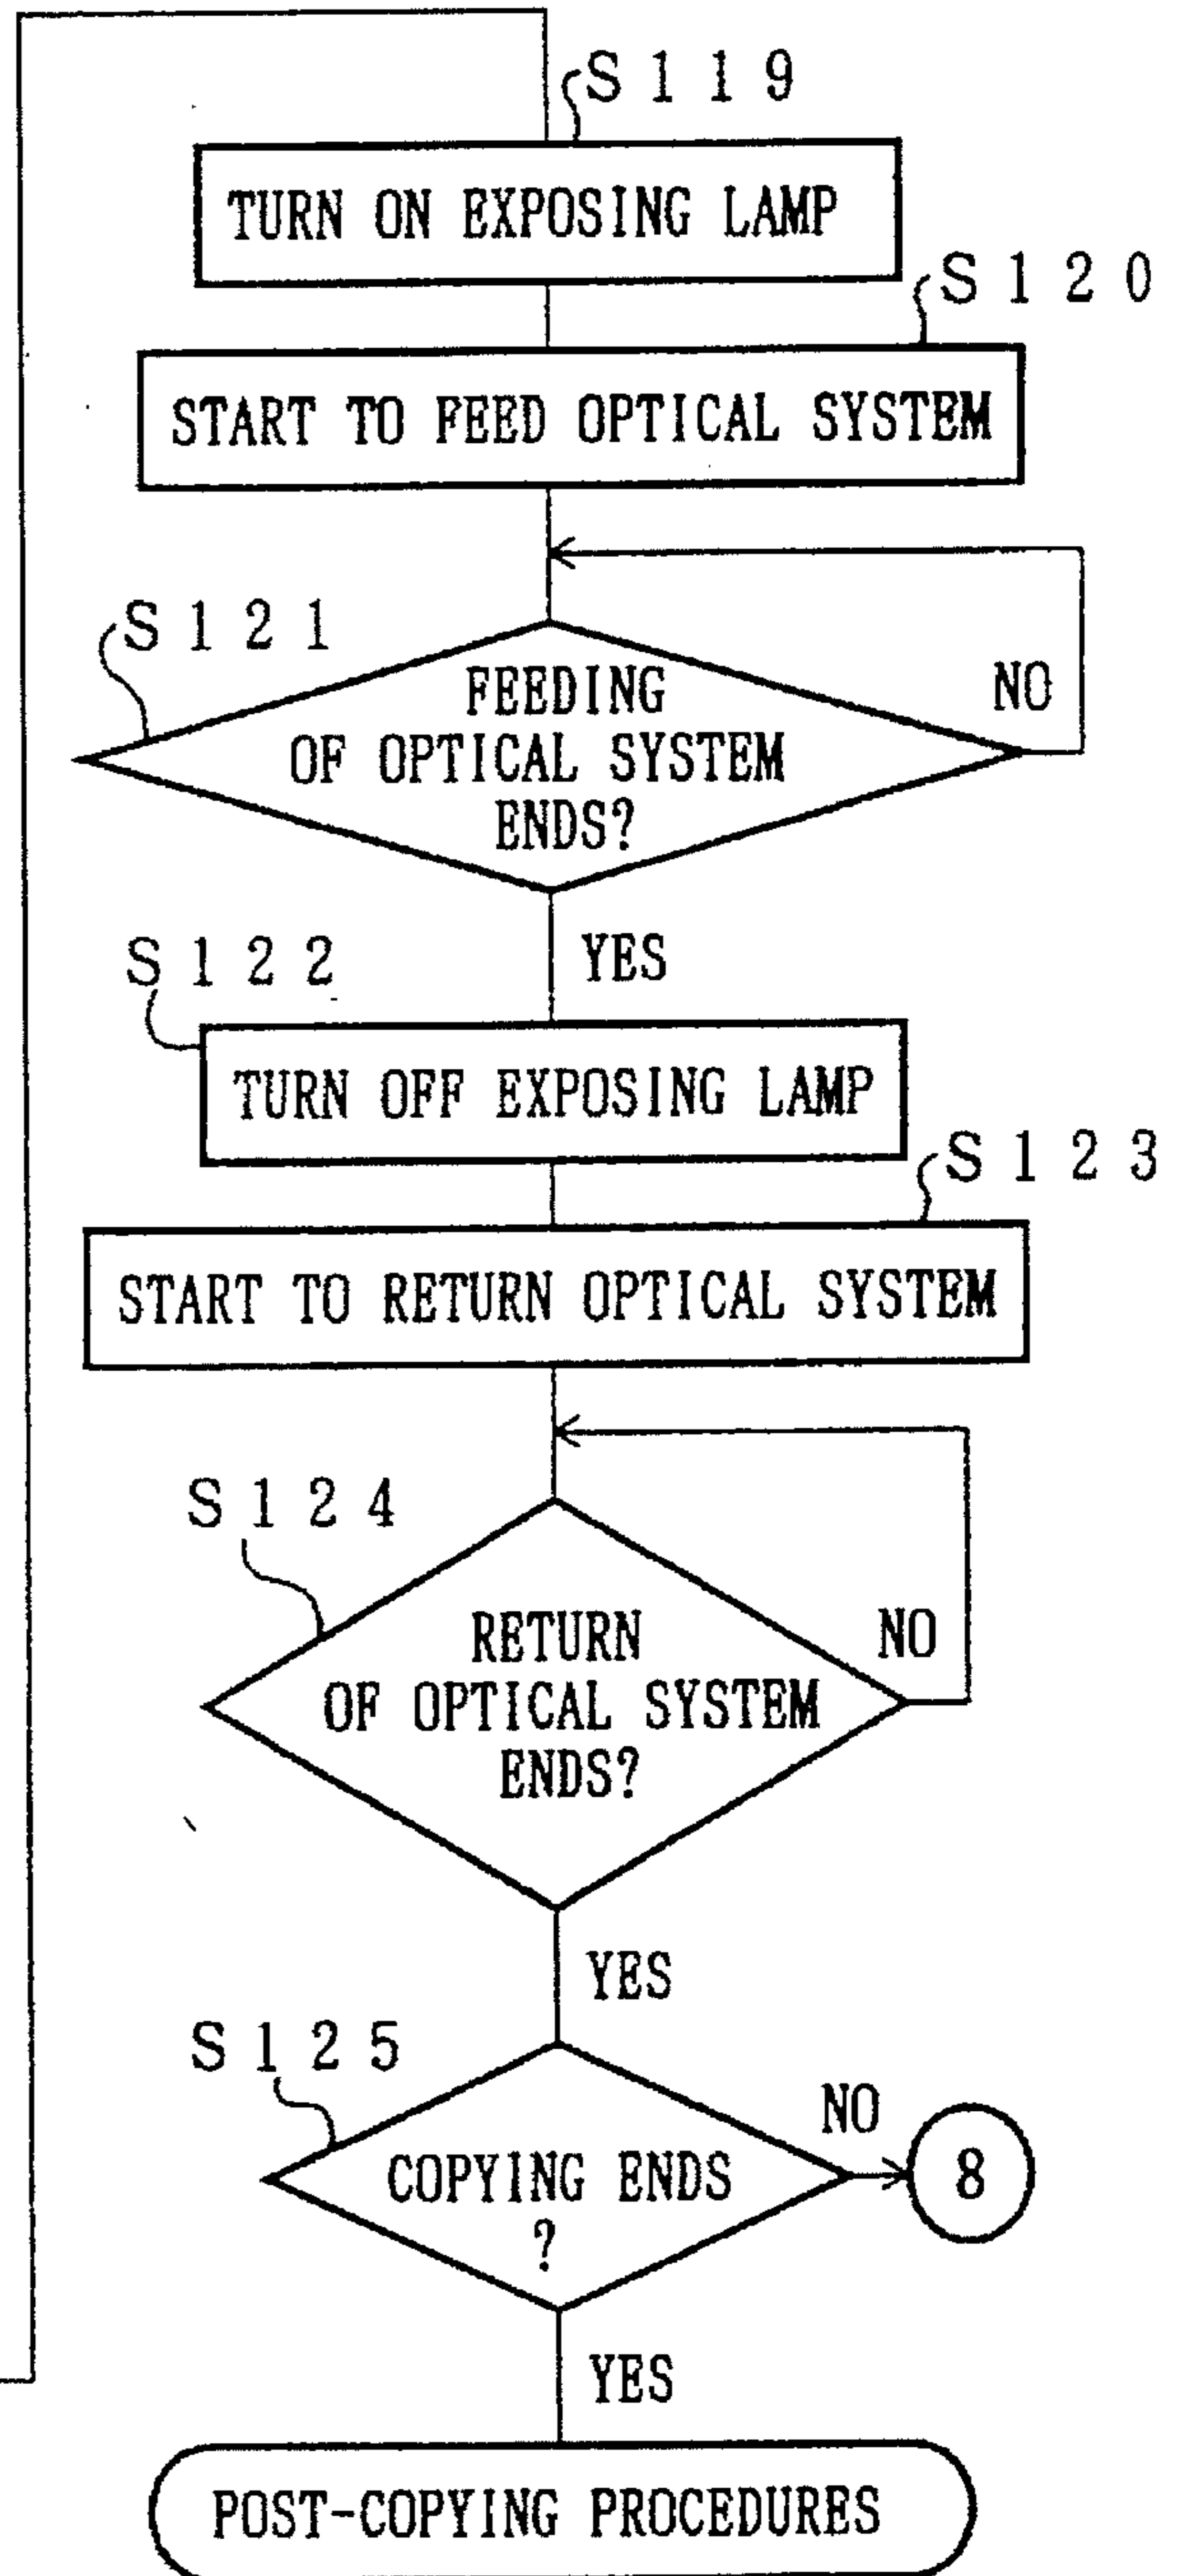 S119
TURN ON EXPOSING LAMP
S120
START TO FEED OPTICAL SYSTEM
S121
FEEDING
OF OPTICAL SYSTEM
ENDS?
NO
YES
S122
TURN OFF EXPOSING LAMP
S123
START TO RETURN OPTICAL SYSTEM
S124
RETURN
OF OPTICAL SYSTEM
ENDS?
NO
YES
S125
COPYING ENDS
?
NO
8
YES
POST-COPYING PROCEDURES